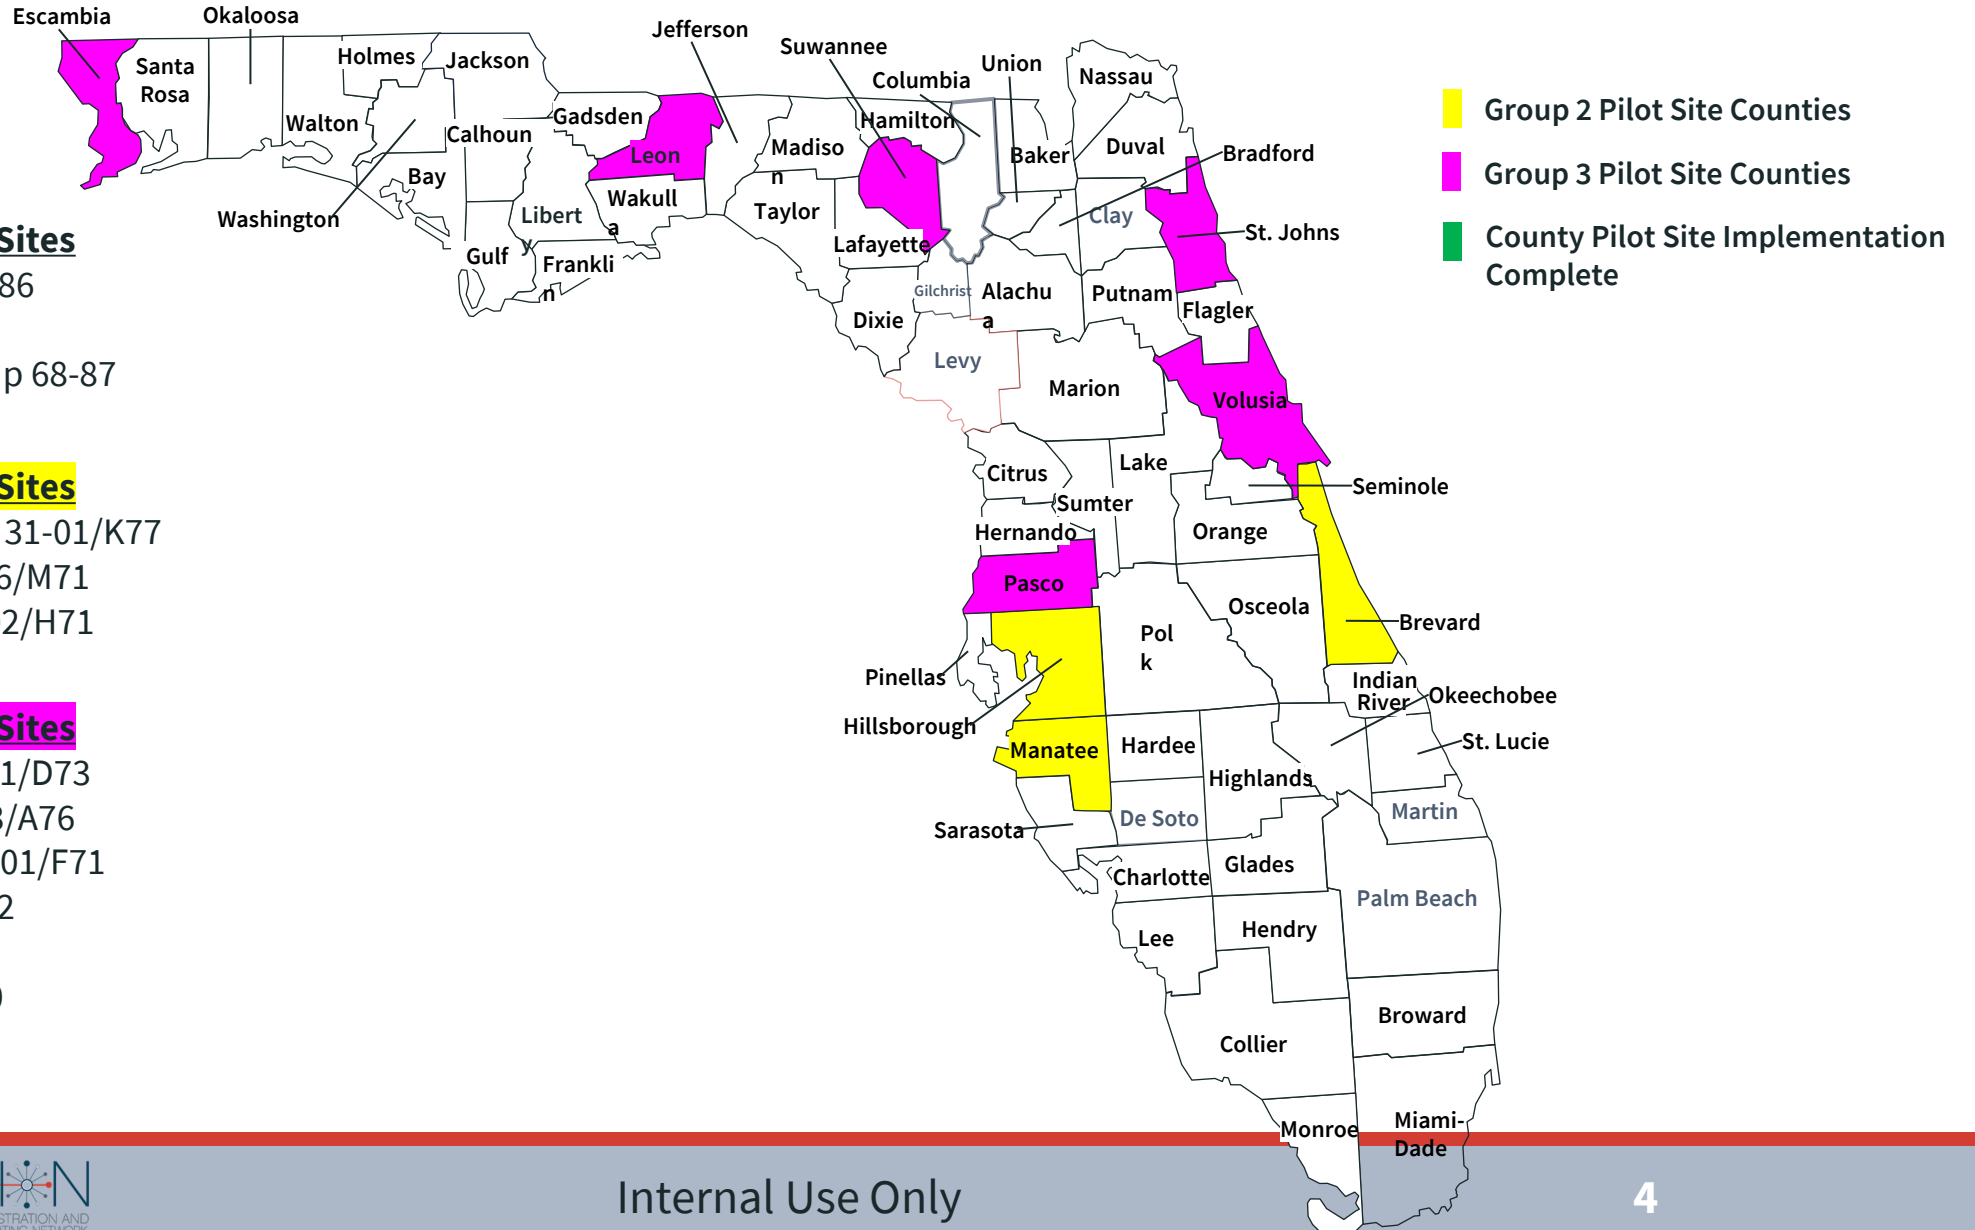 Escambia
Okaloosa
Jefferson
Suwannee
Columbia
Union
Nassau
Santa
Rosa
Holmes
Jackson
Walton
Gadsden
Calhoun
Leon
Madiso
n
Hamilton
Baker
Duval
Bradford
Bay
Washington
Libert
y
Wakull
a
Taylor
Lafayette
Clay
St. Johns
Gulf
Frankli
n
Gilchrist
Alachu
a
Putnam
Flagler
Dixie
Levy
Marion
Volusia
Citrus
Lake
Sumter
Seminole
Hernando
Orange
Pasco
Osceola
Brevard
Pol
k
Pinellas
Hillsborough
Indian
River
Okeechobee
Manatee
Hardee
St. Lucie
Highlands
Sarasota
De Soto
Martin
Charlotte
Glades
Palm Beach
Lee
Hendry
Broward
Collier
Monroe
Miami-
Dade
Group 2 Pilot Site Counties
Group 3 Pilot Site Counties
County Pilot Site Implementation
Complete
Sites
86
p 68-87
Sites
31-01/K77
6/M71
2/H71
Sites
1/D73
3/A76
01/F71
2
)
Internal Use Only
4
STRATION AND